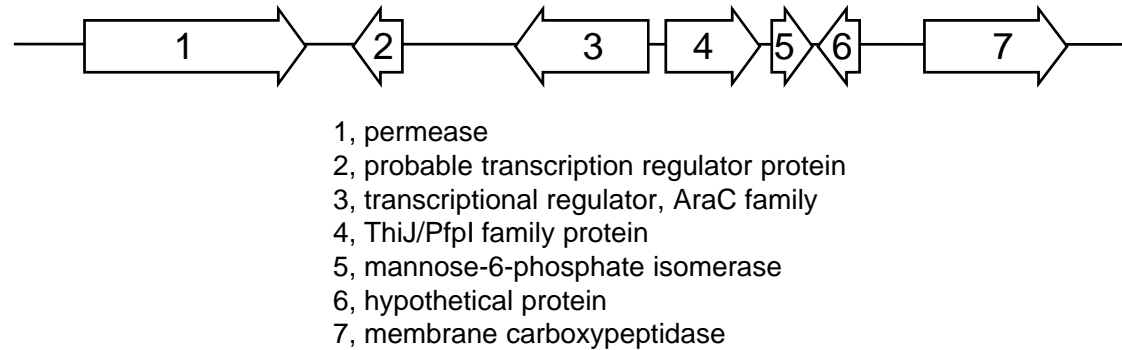 1 2 3 4 5 6 7
1, permease
2, probable transcription regulator protein
3, transcriptional regulator, AraC family
4, ThiJ/PfpI family protein
5, mannose-6-phosphate isomerase
6, hypothetical protein
7, membrane carboxypeptidase